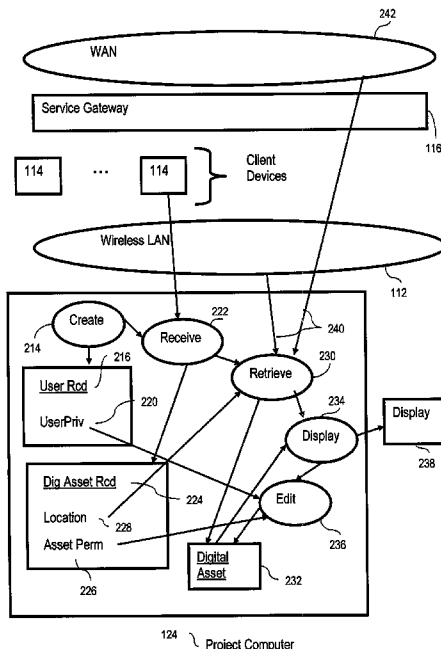 242
WAN
Service Gateway
116
114
...
114
Client
Devices
Wireless LAN
112
Create
222
214
Receive
240
216
Retrieve
230
User Rcd
234
220
UserPriv
Display
Display
238
Dig Asset Rcd
224
Edit
Location
228
Asset Perm
236
Digital
Asset
226
232
124
Project Computer